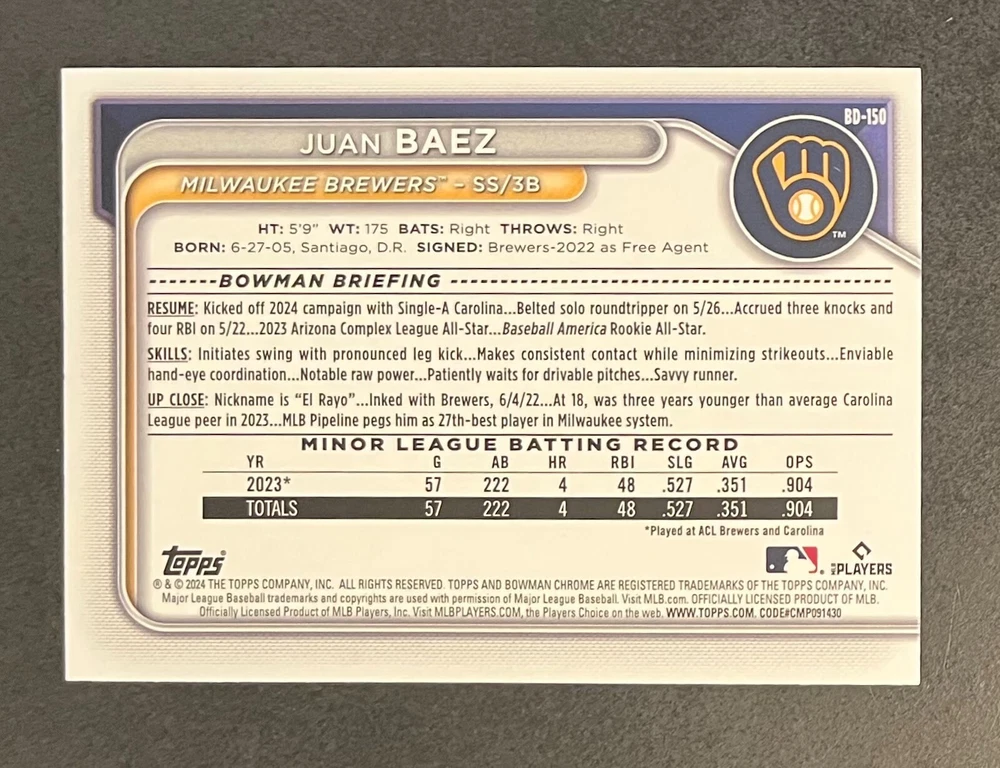 BD-150
JUAN BAEZ
MILWAUKEE BREWERS™ – SS/3B
™
HT: 5'9" WT: 175 BATS: Right THROWS: Right
BORN: 6-27-05, Santiago, D.R. SIGNED: Brewers-2022 as Free Agent
BOWMAN BRIEFING
RESUME: Kicked off 2024 campaign with Single-A Carolina...Belted solo roundtripper on 5/26...Accrued three knocks and
four RBI on 5/22...2023 Arizona Complex League All-Star...Baseball America Rookie All-Star.
SKILLS: Initiates swing with pronounced leg kick...Makes consistent contact while minimizing strikeouts...Enviable
hand-eye coordination...Notable raw power...Patiently waits for drivable pitches...Savvy runner.
UP CLOSE: Nickname is “El Rayo”...Inked with Brewers, 6/4/22...At 18, was three years younger than average Carolina
League peer in 2023...MLB Pipeline pegs him as 27th-best player in Milwaukee system.
MINOR LEAGUE BATTING RECORD
YR G AB HR RBI SLG AVG OPS
2023* 57 222 4 48 .527 .351 .904
TOTALS 57 222 4 48 .527 .351 .904
*Played at ACL Brewers and Carolina
Topps® PLAYERS
® & © 2024 THE TOPPS COMPANY, INC. ALL RIGHTS RESERVED. TOPPS AND BOWMAN CHROME ARE REGISTERED TRADEMARKS OF THE TOPPS COMPANY, INC.
Major League Baseball trademarks and copyrights are used with permission of Major League Baseball. Visit MLB.com. OFFICIALLY LICENSED PRODUCT OF MLB.
Officially Licensed Product of MLB Players, Inc. Visit MLBPLAYERS.COM, the Players Choice on the web. WWW.TOPPS.COM. CODE#CMP091430